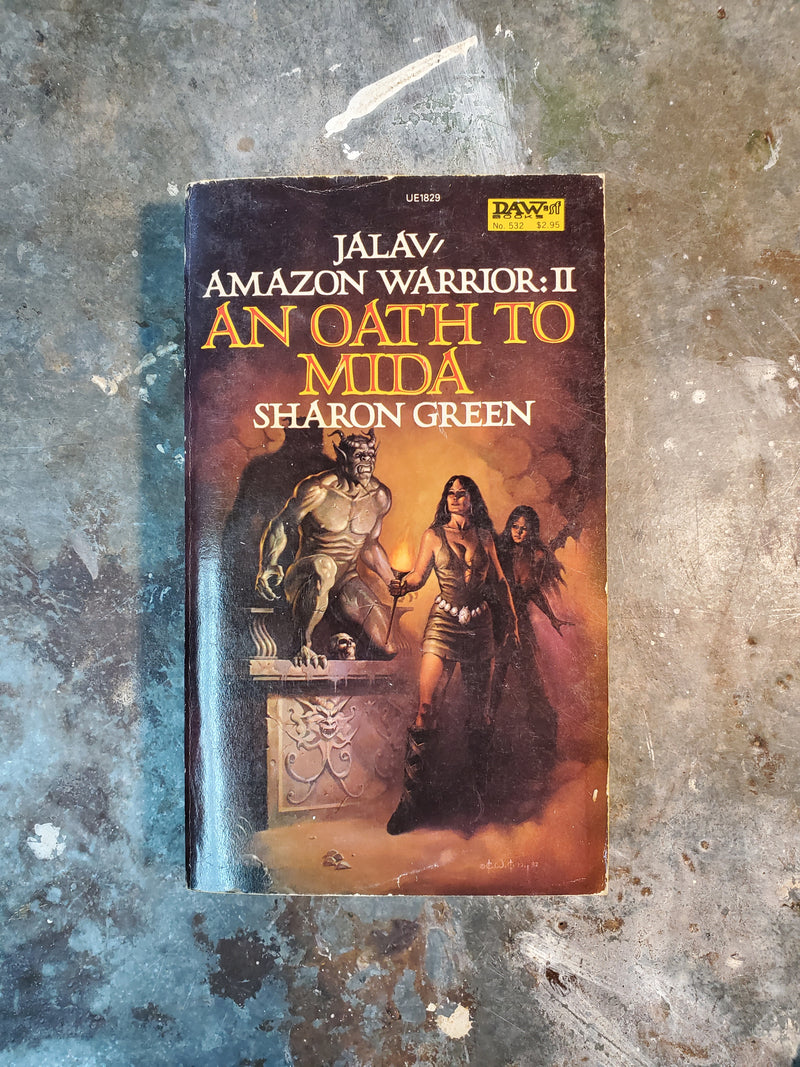 UE1829
DAW sf
BOOKS
No. 532 $2.95
JALAV,
AMAZON WARRIOR: II
AN OATH TO
MIDA
SHARON GREEN